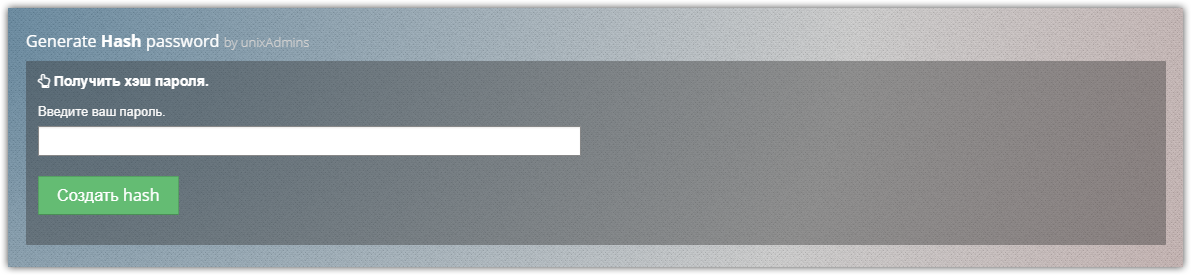 Generate Hash password by unixAdmins
Получить хэш пароля.
Введите ваш пароль.
Создать hash